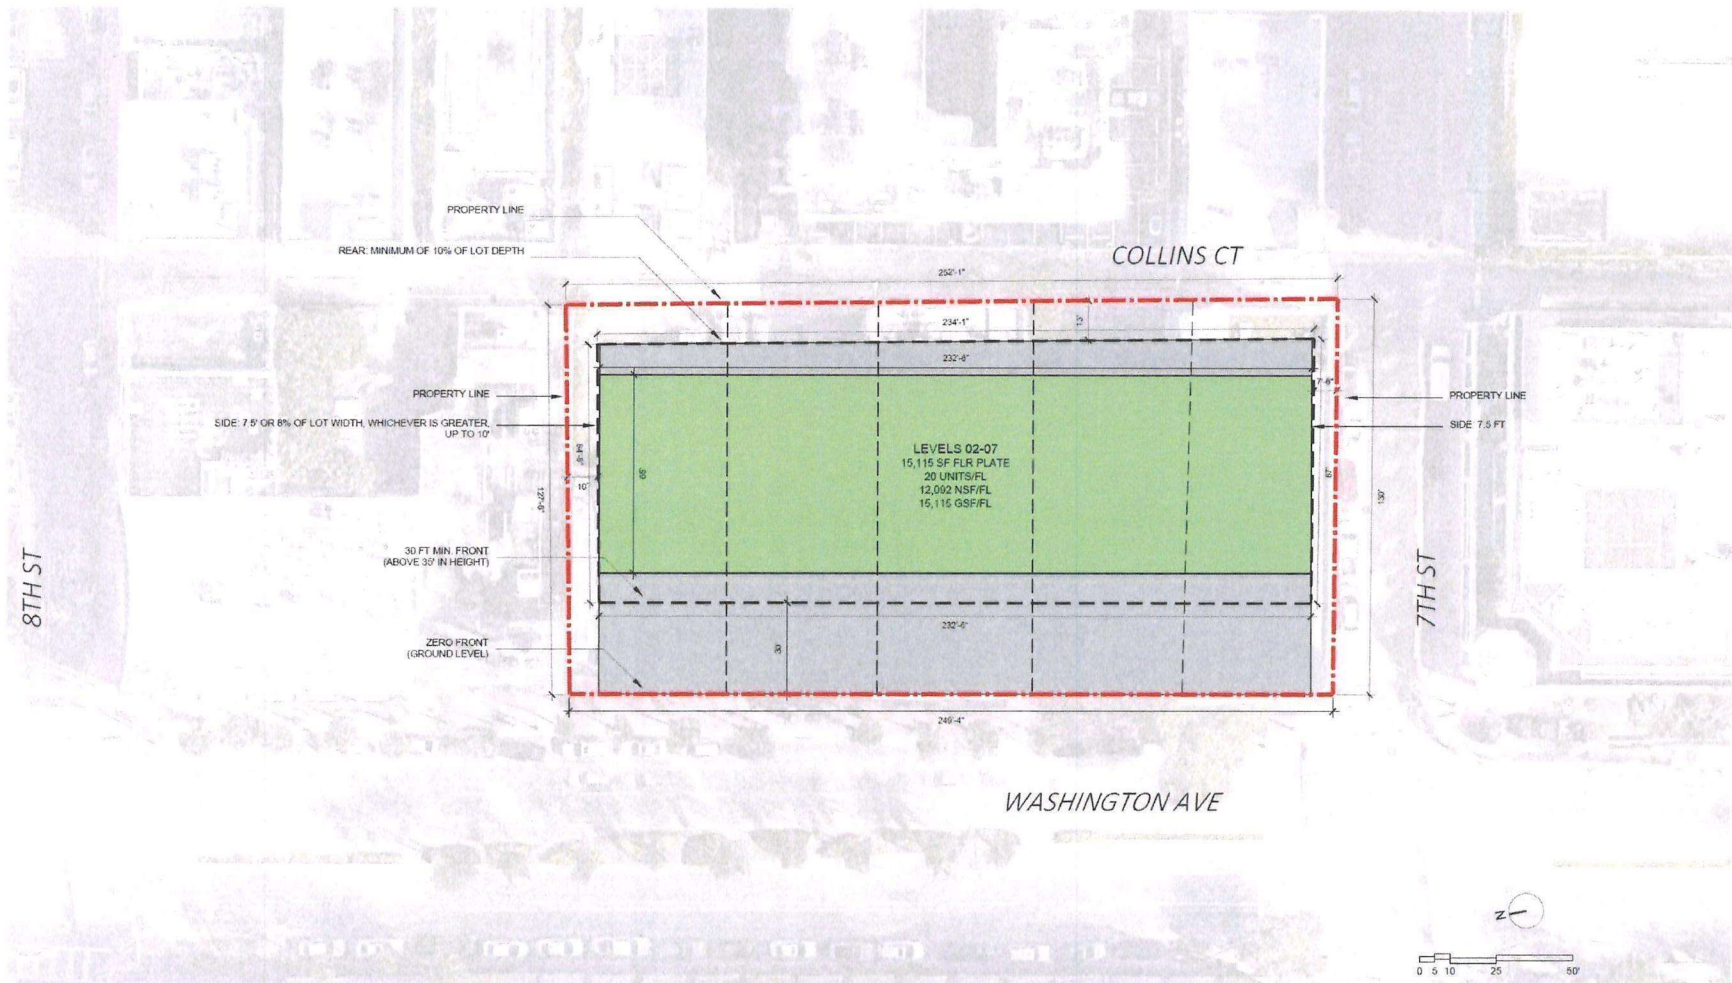 PROPERTY LINE
REAR: MINIMUM OF 10% OF LOT DEPTH
COLLINS CT
252'-1"
234'-1"
13'
232'-6"
7'-6"
PROPERTY LINE
PROPERTY LINE
SIDE: 7.5' OR 8% OF LOT WIDTH, WHICHEVER IS GREATER,
UP TO 10'
SIDE: 7.5 FT
LEVELS 02-07
15,115 SF FLR PLATE
20 UNITS/FL
12,092 NSF/FL
15,115 GSF/FL
65'
10'
127'-6"
87'
130'
30 FT MIN. FRONT
(ABOVE 35' IN HEIGHT)
8TH ST
7TH ST
232'-6"
30'
ZERO FRONT
(GROUND LEVEL)
249'-4"
WASHINGTON AVE
N
0 5 10 25 50'